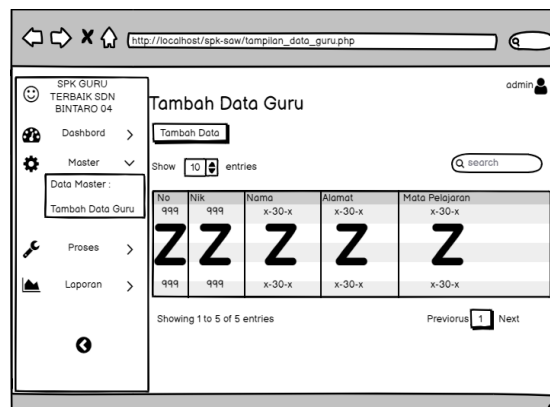 http://localhost/spk-saw/tampilan_data_guru.php
SPK GURU
TERBAIK SDN
BINTARO 04
Dashbord
Master
Data Master :
Tambah Data Guru
Proses
Laporan
admin
Tambah Data Guru
Tambah Data
Show 10 entries
search
No Nik Nama Alamat Mata Pelajaran
999 999 x-30-x x-30-x x-30-x
Z Z Z Z Z
999 999 x-30-x x-30-x x-30-x
Showing 1 to 5 of 5 entries
Previorus 1 Next